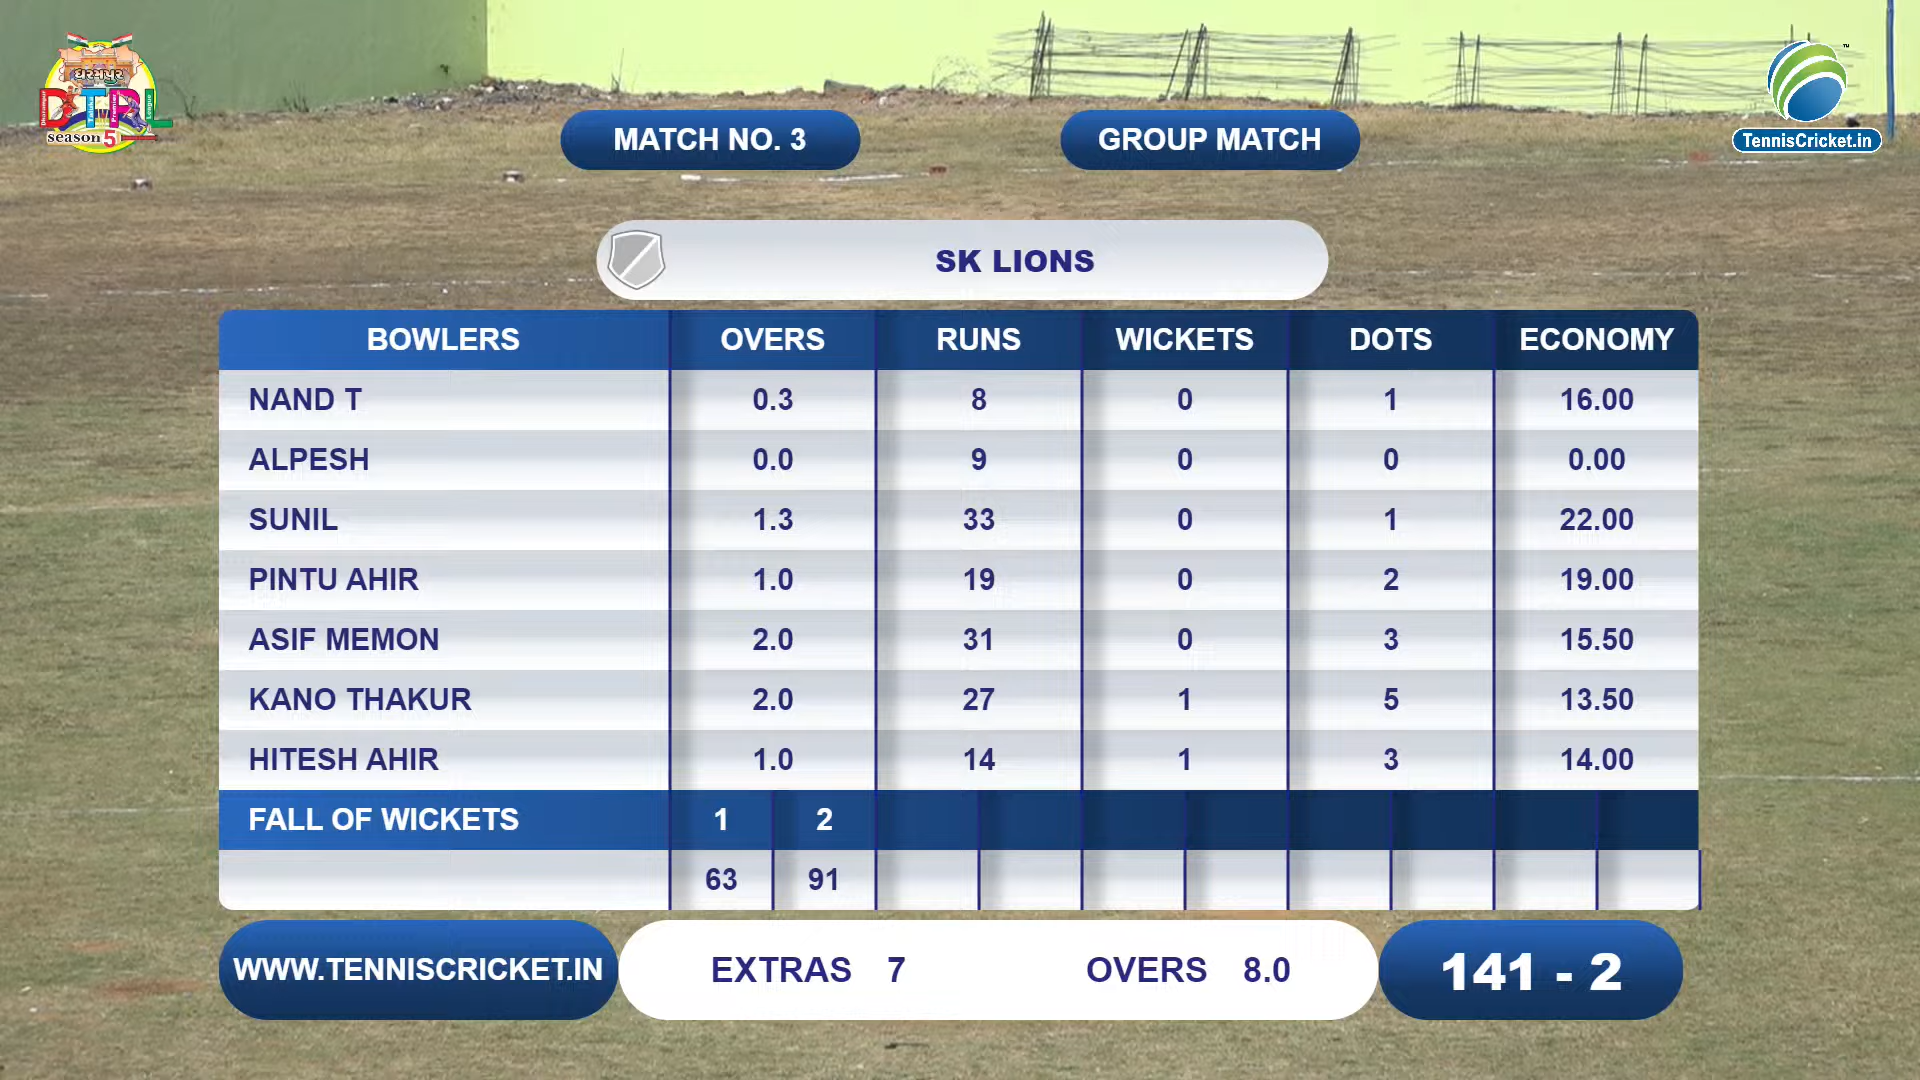 ધરમપુર
DTPL
season 5
TM
TennisCricket.in
MATCH NO. 3
GROUP MATCH
SK LIONS
BOWLERS OVERS RUNS WICKETS DOTS ECONOMY
NAND T 0.3 8 0 1 16.00
ALPESH 0.0 9 0 0 0.00
SUNIL 1.3 33 0 1 22.00
PINTU AHIR 1.0 19 0 2 19.00
ASIF MEMON 2.0 31 0 3 15.50
KANO THAKUR 2.0 27 1 5 13.50
HITESH AHIR 1.0 14 1 3 14.00
FALL OF WICKETS 1 2
63 91
WWW.TENNISCRICKET.IN EXTRAS 7 OVERS 8.0 141 - 2